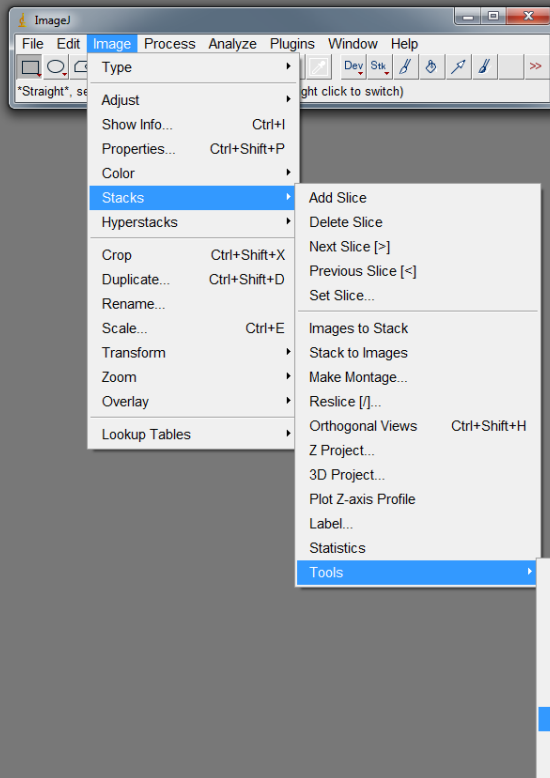 ImageJ
File Edit Image Process Analyze Plugins Window Help
Dev Stk >>
*Straight*, se
ght click to switch)
Type
Adjust
Show Info... Ctrl+I
Properties... Ctrl+Shift+P
Color
Stacks
Hyperstacks
Crop Ctrl+Shift+X
Duplicate... Ctrl+Shift+D
Rename...
Scale... Ctrl+E
Transform
Zoom
Overlay
Lookup Tables
Add Slice
Delete Slice
Next Slice [>]
Previous Slice [<]
Set Slice...
Images to Stack
Stack to Images
Make Montage...
Reslice [/]...
Orthogonal Views Ctrl+Shift+H
Z Project...
3D Project...
Plot Z-axis Profile
Label...
Statistics
Tools